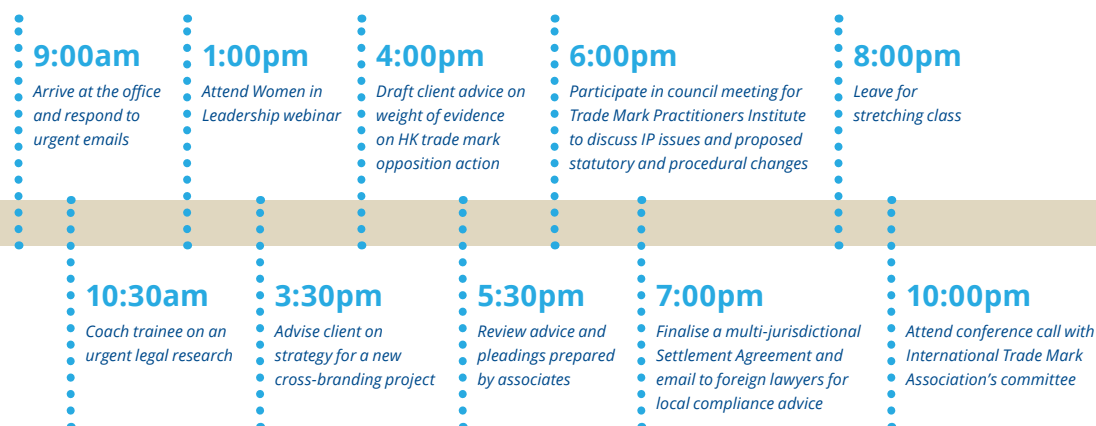 9:00am
Arrive at the office
and respond to
urgent emails
10:30am
Coach trainee on an
urgent legal research
1:00pm
Attend Women in
Leadership webinar
3:30pm
Advise client on
strategy for a new
cross-branding project
4:00pm
Draft client advice on
weight of evidence
on HK trade mark
opposition action
5:30pm
Review advice and
pleadings prepared
by associates
6:00pm
Participate in council meeting for
Trade Mark Practitioners Institute
to discuss IP issues and proposed
statutory and procedural changes
7:00pm
Finalise a multi-jurisdictional
Settlement Agreement and
email to foreign lawyers for
local compliance advice
8:00pm
Leave for
stretching class
10:00pm
Attend conference call with
International Trade Mark
Association's committee